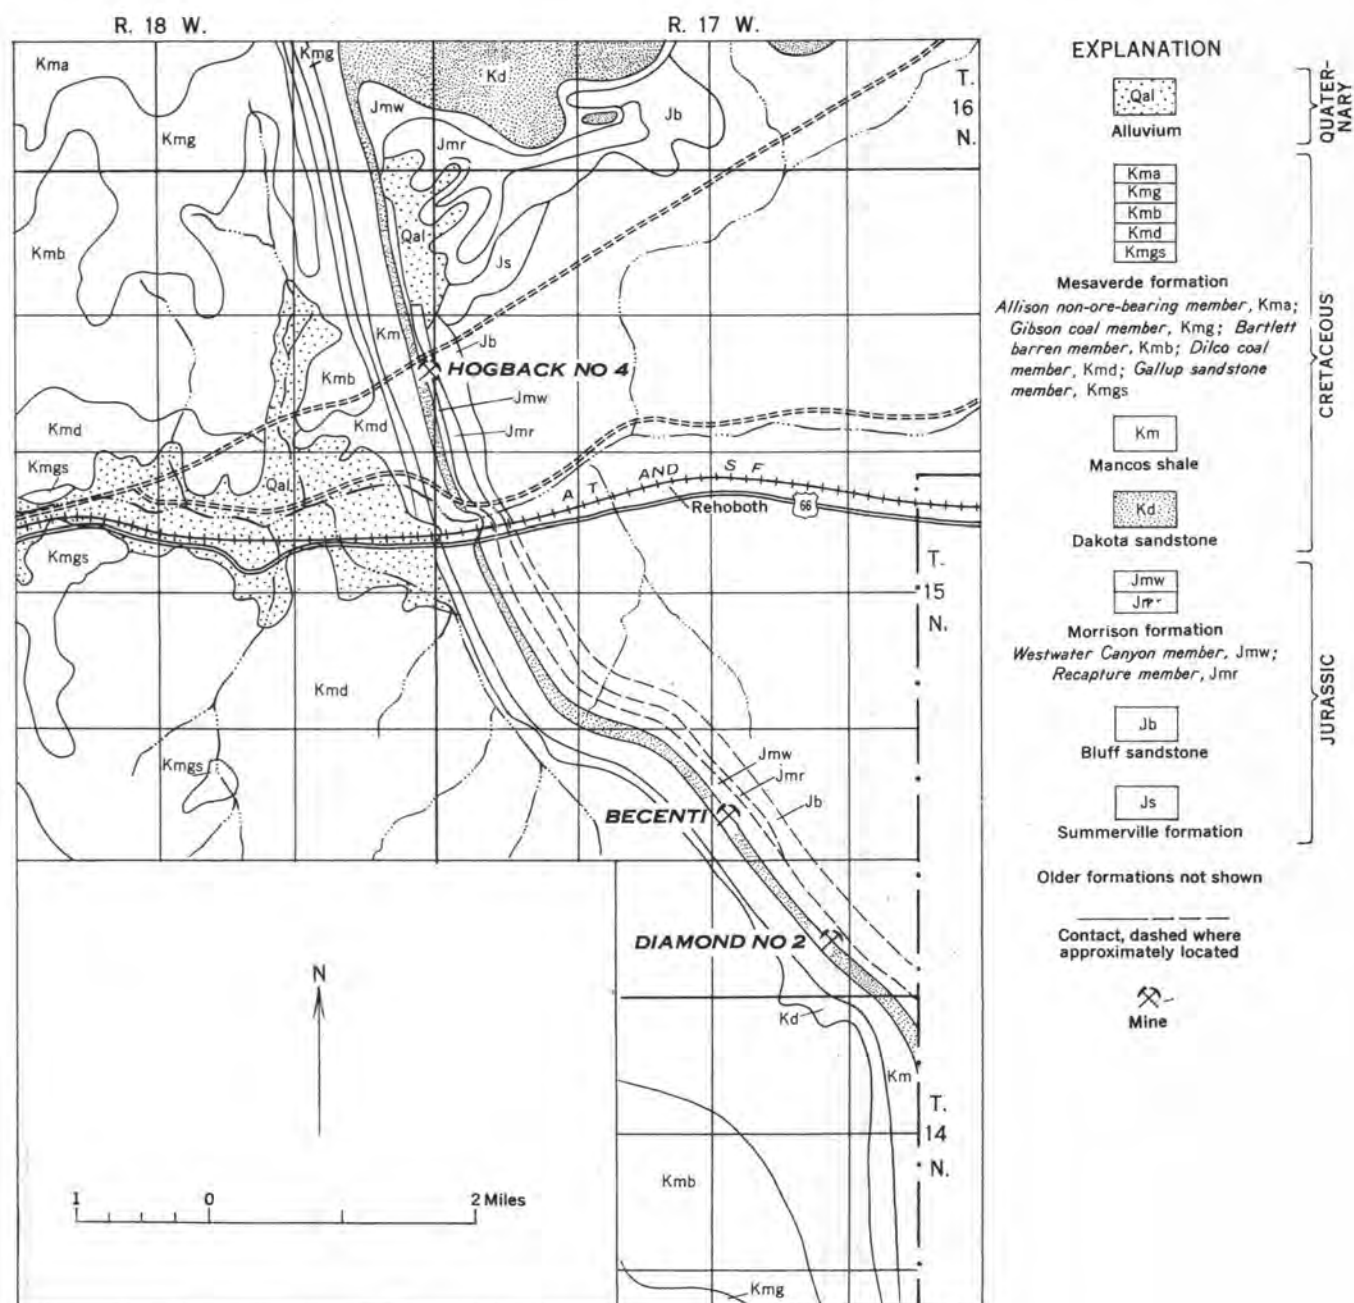 R. 18 W.
R. 17 W.
Kma
Kmg
Kd
Jmw
Jb
T.
16
N.
Kmg
Jmr
Kmb
Qal
Js
Km
Jb
HOGBACK NO 4
Kmb
Jmw
Kmd
Kmd
Jmr
Kmgs
Qal
A T AND S F
Rehoboth
66
Kmgs
T.
15
N.
Kmd
Kmgs
Jmw
Jmr
Jb
BECENTI
DIAMOND NO 2
Kd
Km
T.
14
N.
Kmb
Kmg
N
1 0 2 Miles
EXPLANATION
Qal
Alluvium
QUATER-
NARY
Kma
Kmg
Kmb
Kmd
Kmgs
Mesaverde formation
Allison non-ore-bearing member, Kma;
Gibson coal member, Kmg; Bartlett
barren member, Kmb; Dilco coal
member, Kmd; Gallup sandstone
member, Kmgs
Km
Mancos shale
Kd
Dakota sandstone
CRETACEOUS
Jmw
Morrison formation
Westwater Canyon member, Jmw;
Recapture member, Jmr
Jb
Bluff sandstone
Js
Summerville formation
JURASSIC
Older formations not shown
Contact, dashed where
approximately located
Mine